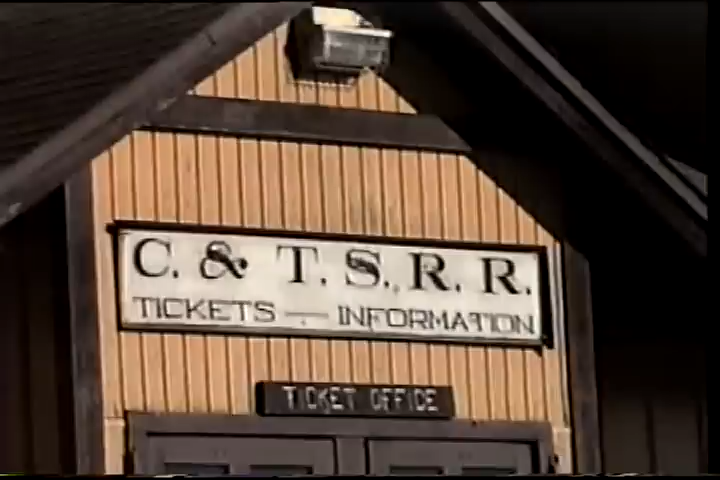 C. & T. S. R. R.
TICKETS — INFORMATION
TICKET OFFICE